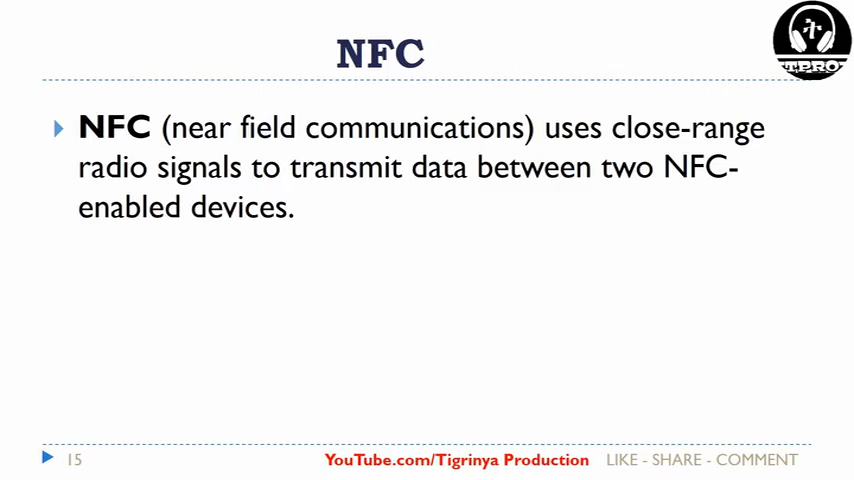 NFC
NFC (near field communications) uses close-range
radio signals to transmit data between two NFC-
enabled devices.
15
YouTube.com/Tigrinya Production
LIKE - SHARE - COMMENT